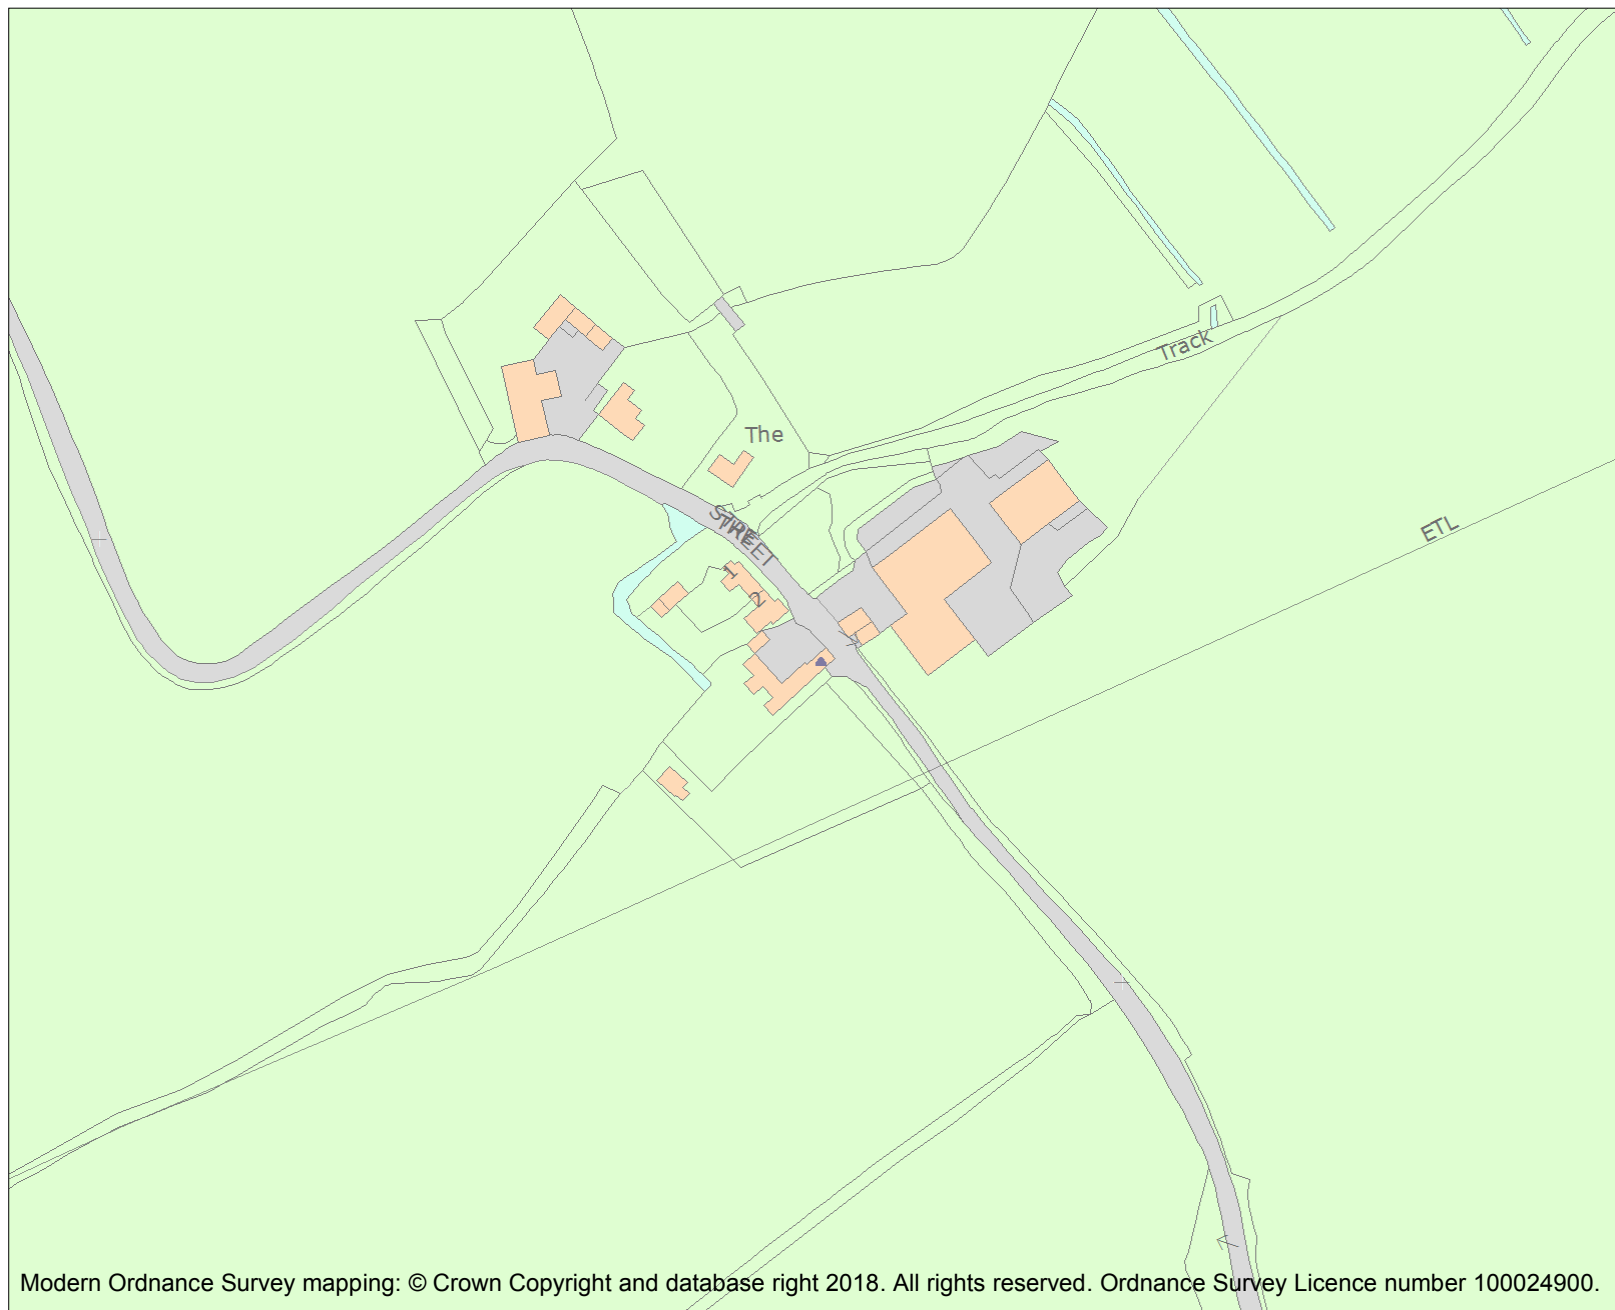 Track
The
ETL
THE
STREET
1
2
Modern Ordnance Survey mapping: © Crown Copyright and database right 2018. All rights reserved. Ordnance Survey Licence number 100024900.